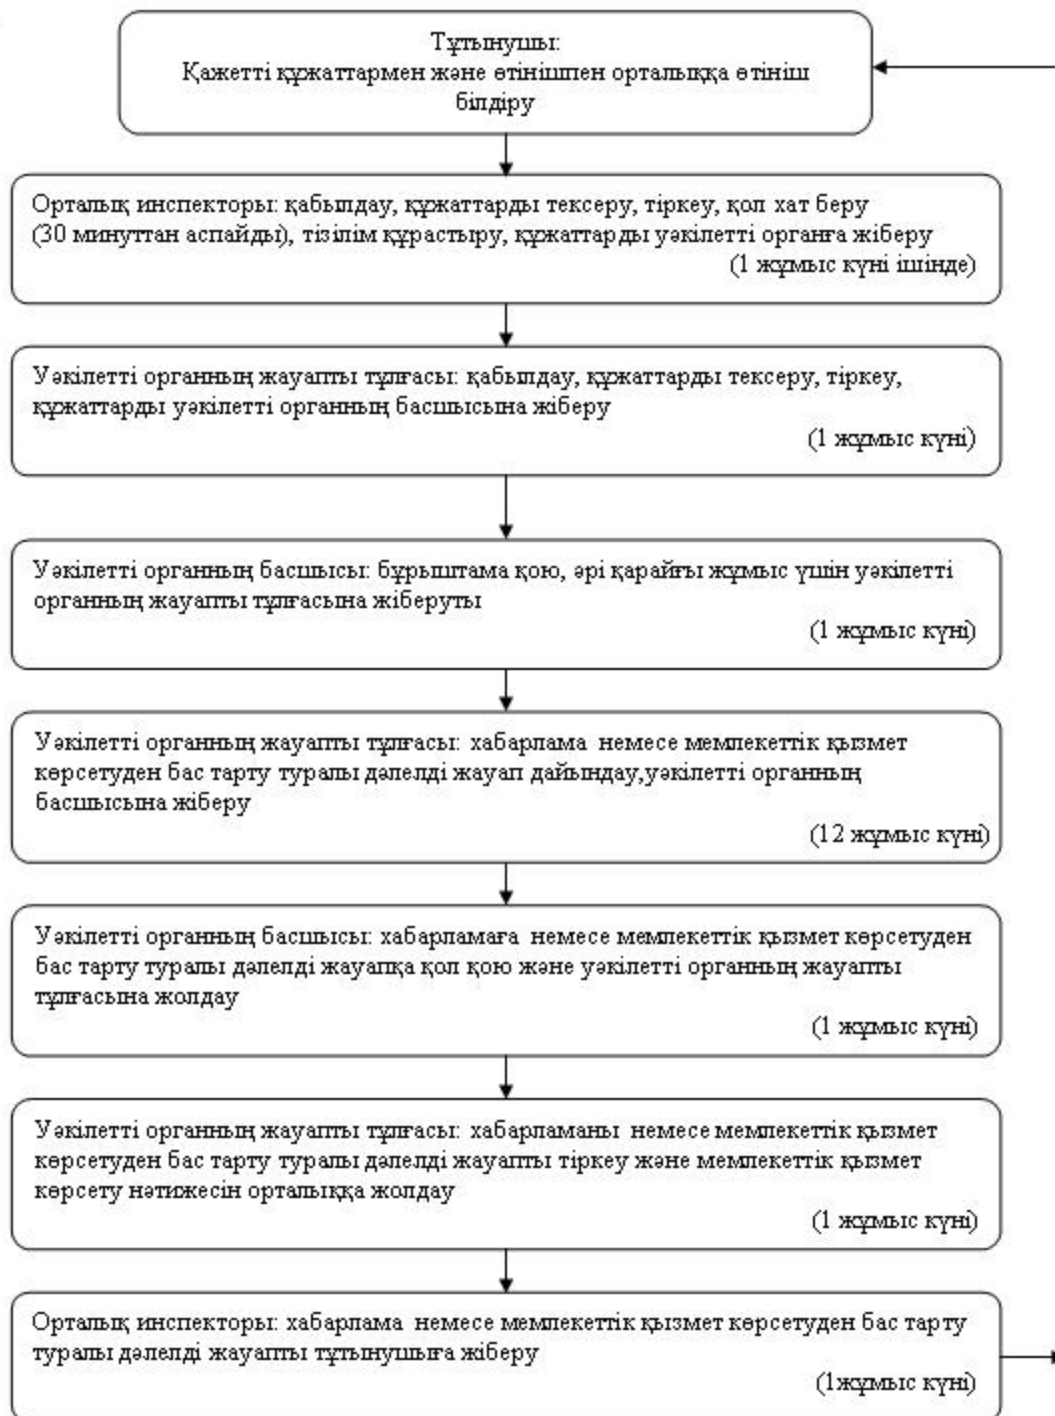 Тұтынушы:
Қажетті құжаттармен және өтінішпен орталыққа өтініш
білдіру
Орталық инспекторы: қабылдау, құжаттарды тексеру, тіркеу, қол хат беру
(30 минуттан аспайды), тізілім құрастыру, құжаттарды уәкілетті органға жіберу
(1 жұмыс күні ішінде)
Уәкілетті органның жауапты тұлғасы: қабылдау, құжаттарды тексеру, тіркеу,
құжаттарды уәкілетті органның басшысына жіберу
(1 жұмыс күні)
Уәкілетті органның басшысы: бұрыштама қою, әрі қарайғы жұмыс үшін уәкілетті
органның жауапты тұлғасына жіберуты
(1 жұмыс күні)
Уәкілетті органның жауапты тұлғасы: хабарлама немесе мемлекеттік қызмет
көрсетуден бас тарту туралы дәлелді жауап дайындау,уәкілетті органның
басшысына жіберу
(12 жұмыс күні)
Уәкілетті органның басшысы: хабарламаға немесе мемлекеттік қызмет көрсетуден
бас тарту туралы дәлелді жауапқа қол қою және уәкілетті органның жауапты
тұлғасына жолдау
(1 жұмыс күні)
Уәкілетті органның жауапты тұлғасы: хабарламаны немесе мемлекеттік қызмет
көрсетуден бас тарту туралы дәлелді жауапты тіркеу және мемлекеттік қызмет
көрсету нәтижесін орталыққа жолдау
(1 жұмыс күні)
Орталық инспекторы: хабарлама немесе мемлекеттік қызмет көрсетуден бас тарту
туралы дәлелді жауапты тұтынушыға жіберу
(1жұмыс күні)